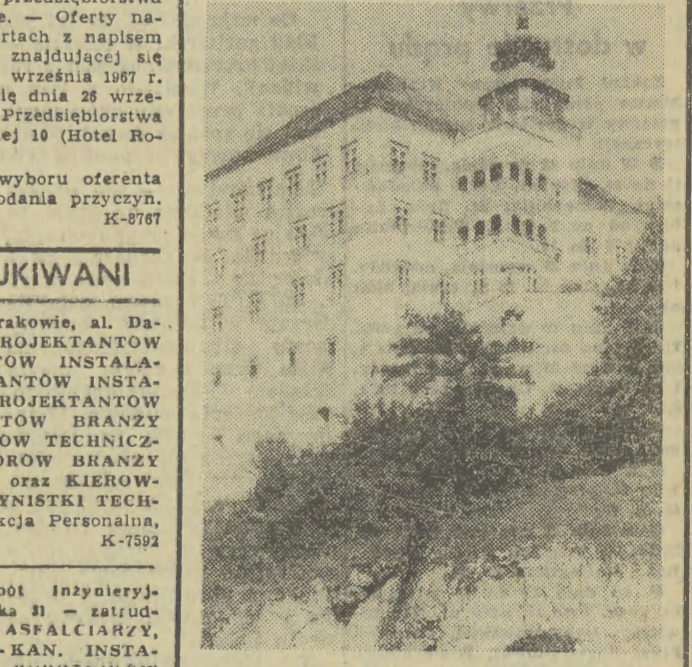 e. — Oferty na-
rtach z napisem
znajdującej się
września 1967 r.
ię dnia 26 wrze-
Przedsiębiorstwa
ej 10 (Hotel Ro-
wyboru oferenta
odania przyczyn.
K-8767
UKIWANI
rakowie, al. Da-
ROJEKTANTÓW
TÓW INSTALA-
ANTÓW INSTA-
ROJEKTANTÓW
TÓW BRANŻY
ÓW TECHNICZ-
ORÓW BRANŻY
oraz KIEROW-
YNISTKI TECH-
kcja Personalna,
K-7592
bót Inżynieryj-
ka 31 — zatrud-
ASFALCIARZY,
-KAN. INSTA-